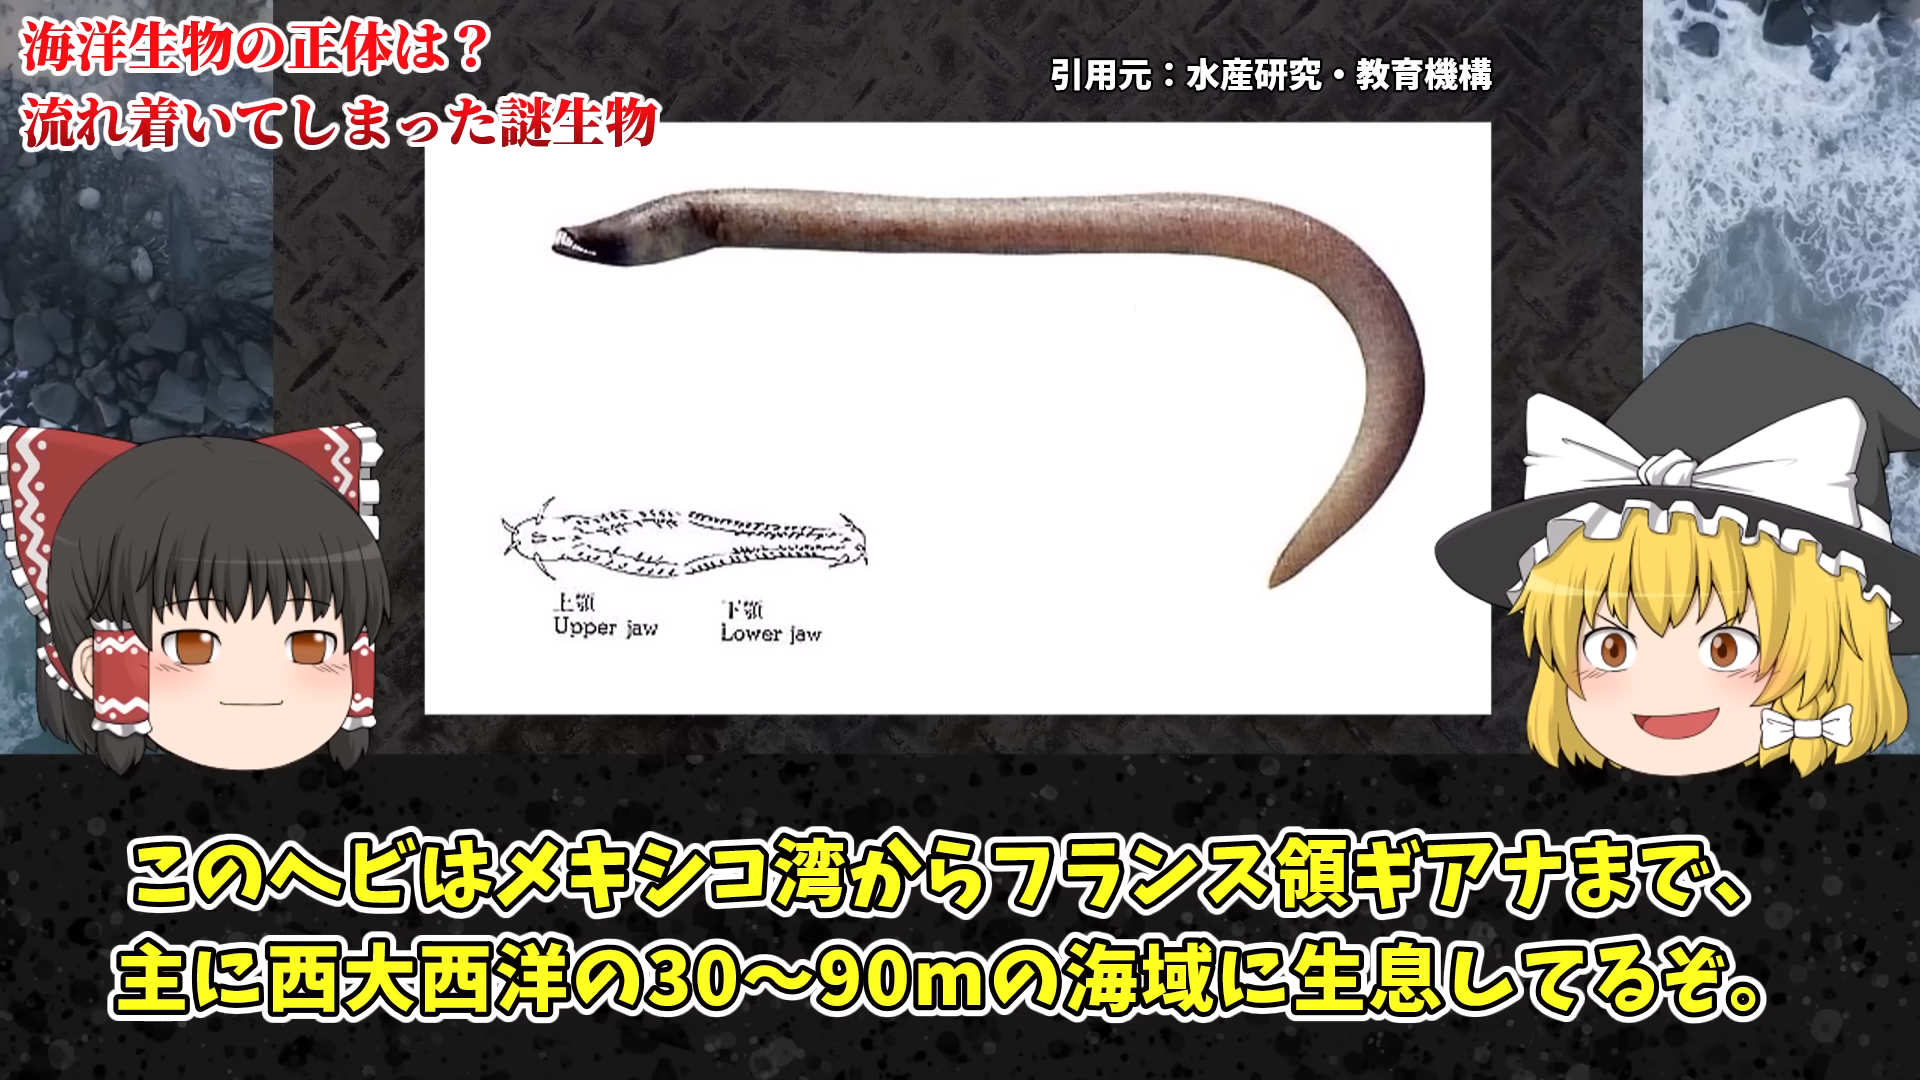 海洋生物の正体は？
流れ着いてしまった謎生物
引用元：水産研究・教育機構
上顎
Upper jaw
下顎
Lower jaw
このヘビはメキシコ湾からフランス領ギアナまで、
主に西大西洋の30～90mの海域に生息してるぞ。